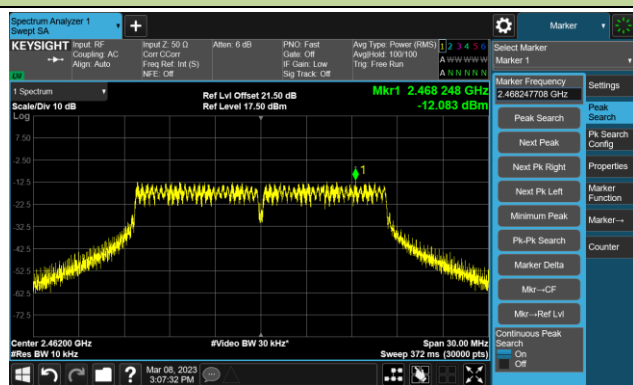 Spectrum Analyzer 1
Swept SA
+
Marker
KEYSIGHT
Input: RF
Coupling: AC
Align: Auto
Input Z: 50 Ω
Corr CCorr
Freq Ref: Int (S)
NFE: Off
Atten: 6 dB
PNO: Fast
Gate: Off
IF Gain: Low
Sig Track: Off
Avg Type: Power (RMS)
Avg|Hold: 100/100
Trig: Free Run
1 2 3 4 5 6
A W W W W W
A N N N N N
Select Marker
Marker 1
1 Spectrum
Scale/Div 10 dB
Ref Lvl Offset 21.50 dB
Ref Level 17.50 dBm
Mkr1 2.468 248 GHz
-12.083 dBm
Log
7.50
-2.50
-12.5
-22.5
-32.5
-42.5
-52.5
-62.5
-72.5
1
Center 2.46200 GHz
#Res BW 10 kHz
#Video BW 30 kHz*
Span 30.00 MHz
Sweep 372 ms (30000 pts)
Marker Frequency
2.468247708 GHz
Peak Search
Next Peak
Next Pk Right
Next Pk Left
Minimum Peak
Pk-Pk Search
Marker Delta
Mkr→CF
Mkr→Ref Lvl
Continuous Peak
Search
On
Off
Settings
Peak
Search
Pk Search
Config
Properties
Marker
Function
Marker→
Counter
?
Mar 08, 2023
3:07:32 PM